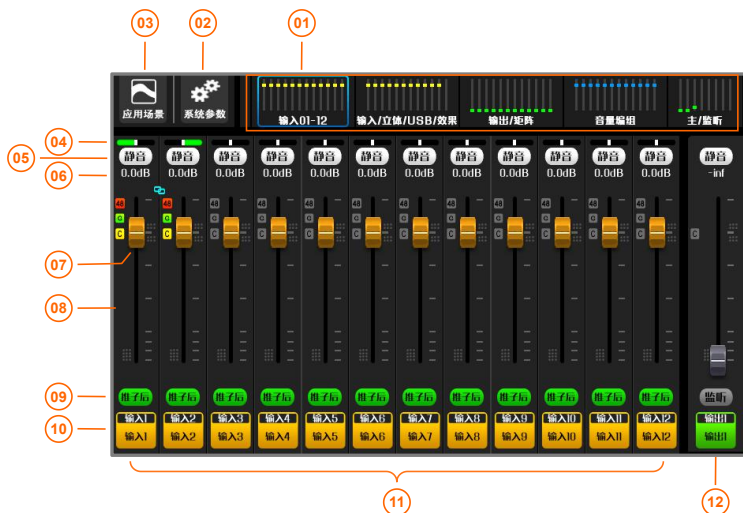 03 02 01
应用场景 系统参数 输入01-12 输入/立体/USB/效果 输出/矩阵 音量编组 主/监听
04
05 静音 静音 静音 静音 静音 静音 静音 静音 静音 静音 静音 静音 静音
06 0.0dB 0.0dB 0.0dB 0.0dB 0.0dB 0.0dB 0.0dB 0.0dB 0.0dB 0.0dB 0.0dB 0.0dB -inf
48 48 48 48 48 48 48 48 48 48 48 48
G G G G G G G G G G G G
C C C C C C C C C C C C C
07
08
09 推子后 推子后 推子后 推子后 推子后 推子后 推子后 推子后 推子后 推子后 推子后 推子后 监听
输入1 输入2 输入3 输入4 输入5 输入6 输入7 输入8 输入9 输入10 输入11 输入12 输出1
10 输入1 输入2 输入3 输入4 输入5 输入6 输入7 输入8 输入9 输入10 输入11 输入12 输出1
11 12